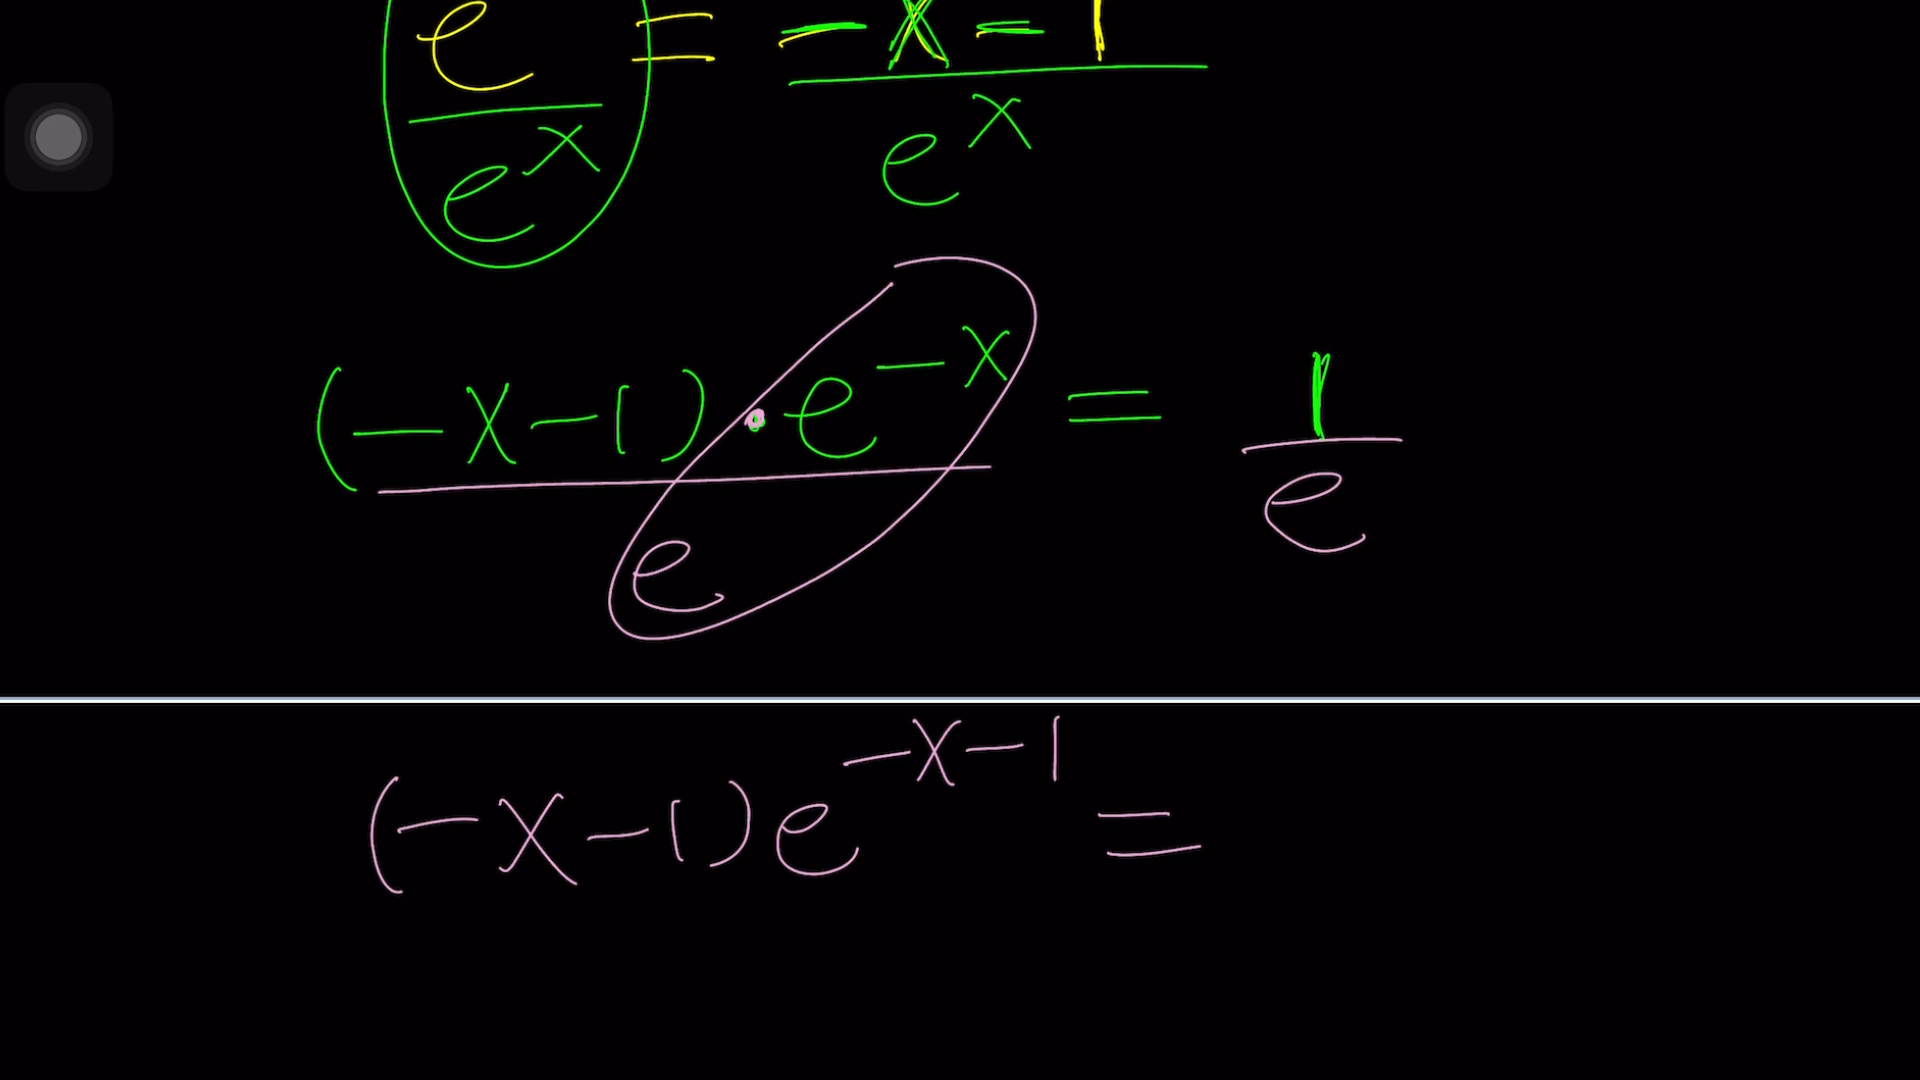 e = -x-1
e^x e^x
(-x-1) · e^-x = 1
e e
(-x-1)e^-x-1 =